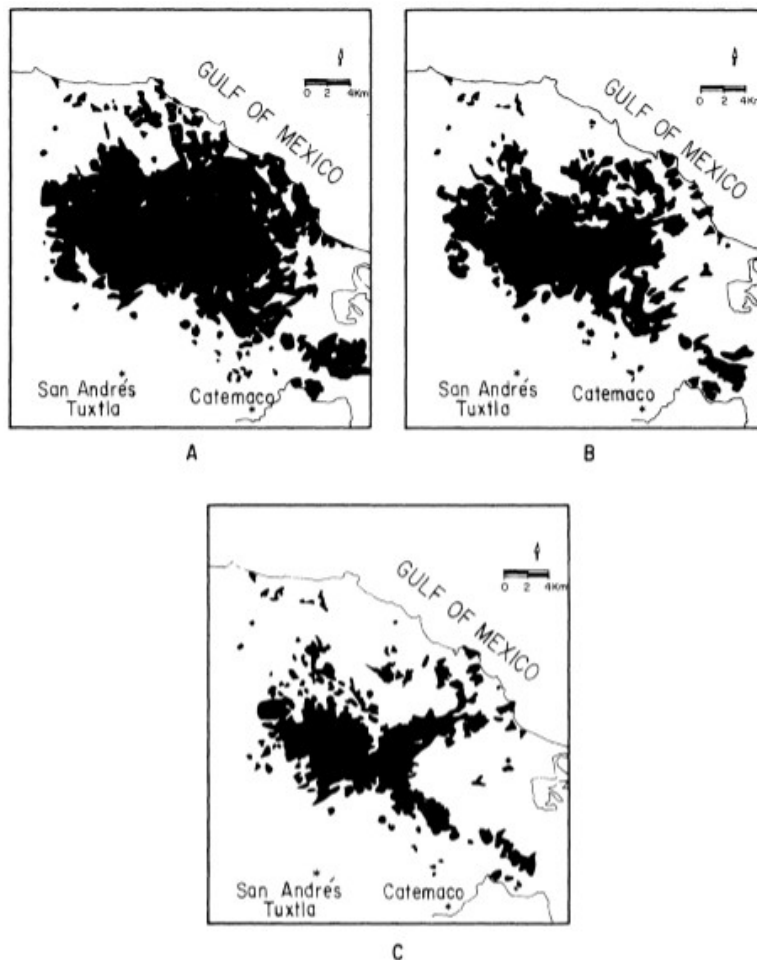 GULF OF MEXICO
0 2 4Km
San Andrés
Tuxtla
Catemaco
A
GULF OF MEXICO
0 2 4Km
San Andrés
Tuxtla
Catemaco
B
GULF OF MEXICO
0 2 4Km
San Andrés
Tuxtla
Catemaco
C